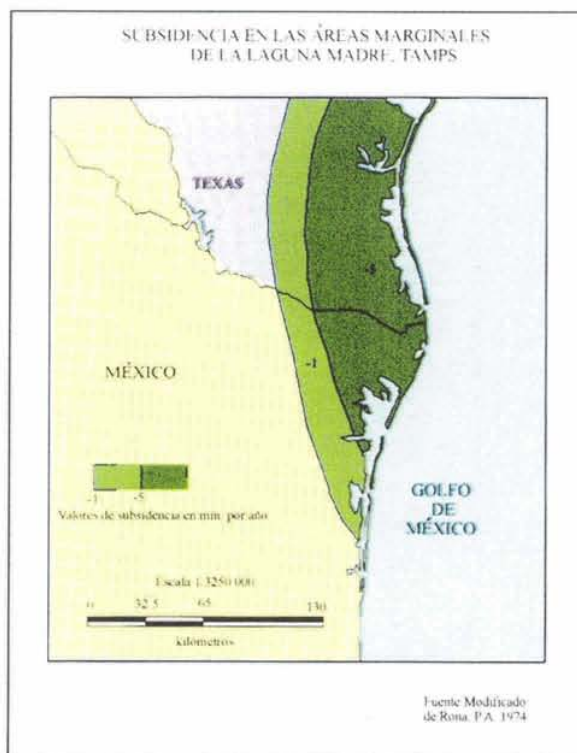 SUBSIDENCIA EN LAS ÁREAS MARGINALES
DE LA LAGUNA MADRE, TAMPS
TEXAS
-5
-1
MÉXICO
GOLFO
DE
MÉXICO
-1 -5
Valores de subsidencia en mm. por año
Escala 1:3250 000
0 32.5 65 130
kilómetros
Fuente Modificado
de Rona, P.A. 1974